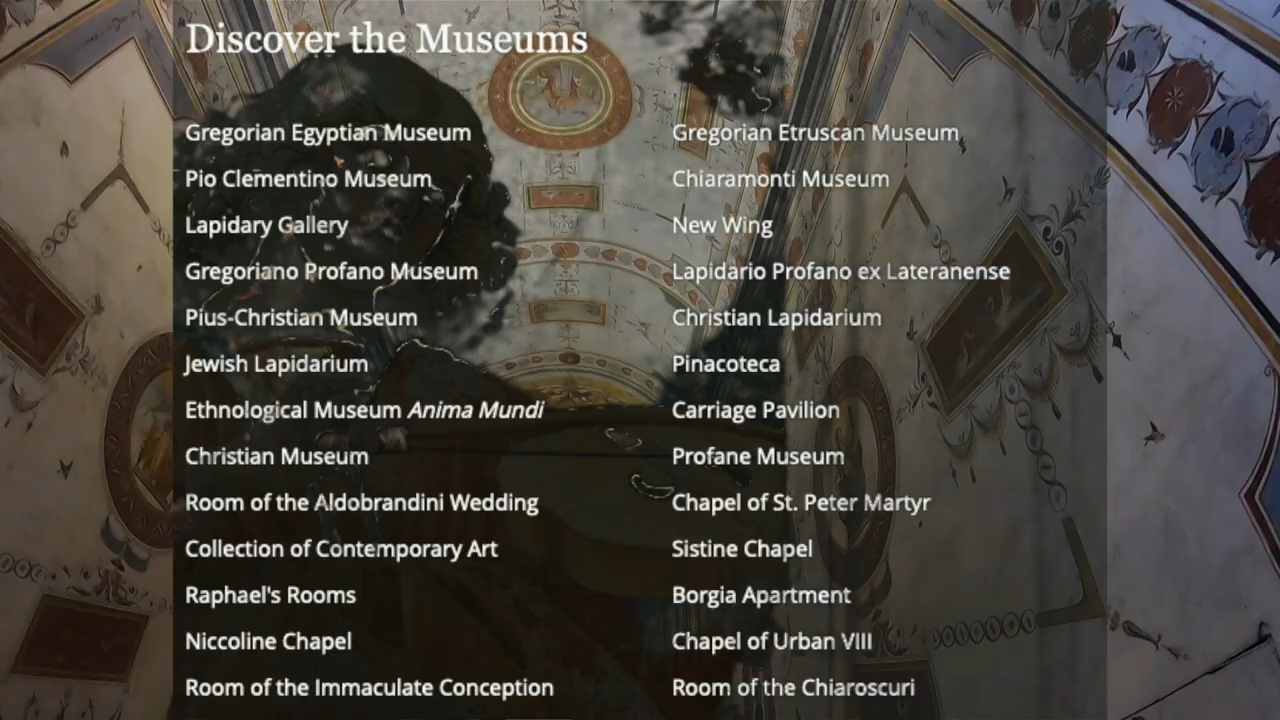 Discover the Museums
Gregorian Egyptian Museum
Gregorian Etruscan Museum
Pio Clementino Museum
Chiaramonti Museum
Lapidary Gallery
New Wing
Gregoriano Profano Museum
Lapidario Profano ex Lateranense
Pius-Christian Museum
Christian Lapidarium
Jewish Lapidarium
Pinacoteca
Ethnological Museum Anima Mundi
Carriage Pavilion
Christian Museum
Profane Museum
Room of the Aldobrandini Wedding
Chapel of St. Peter Martyr
Collection of Contemporary Art
Sistine Chapel
Raphael's Rooms
Borgia Apartment
Niccoline Chapel
Chapel of Urban VIII
Room of the Immaculate Conception
Room of the Chiaroscuri